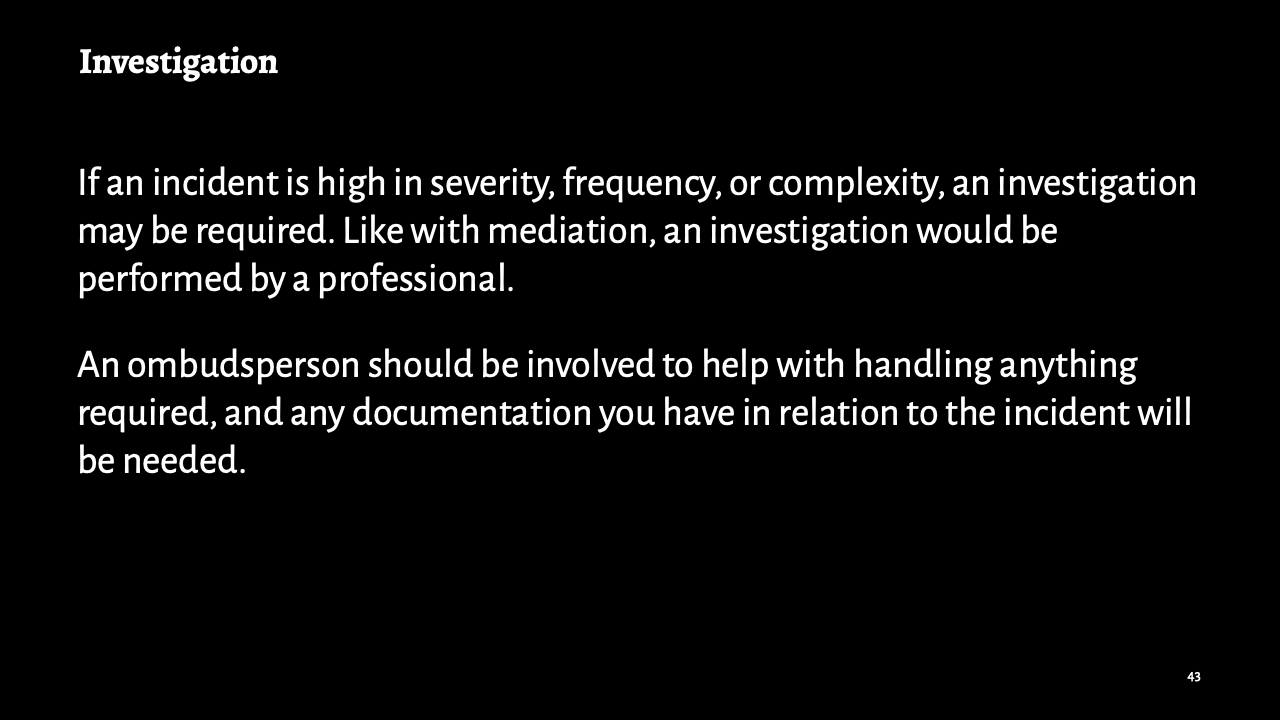 Investigation
If an incident is high in severity, frequency, or complexity, an investigation
may be required. Like with mediation, an investigation would be
performed by a professional.
An ombudsperson should be involved to help with handling anything
required, and any documentation you have in relation to the incident will
be needed.
43